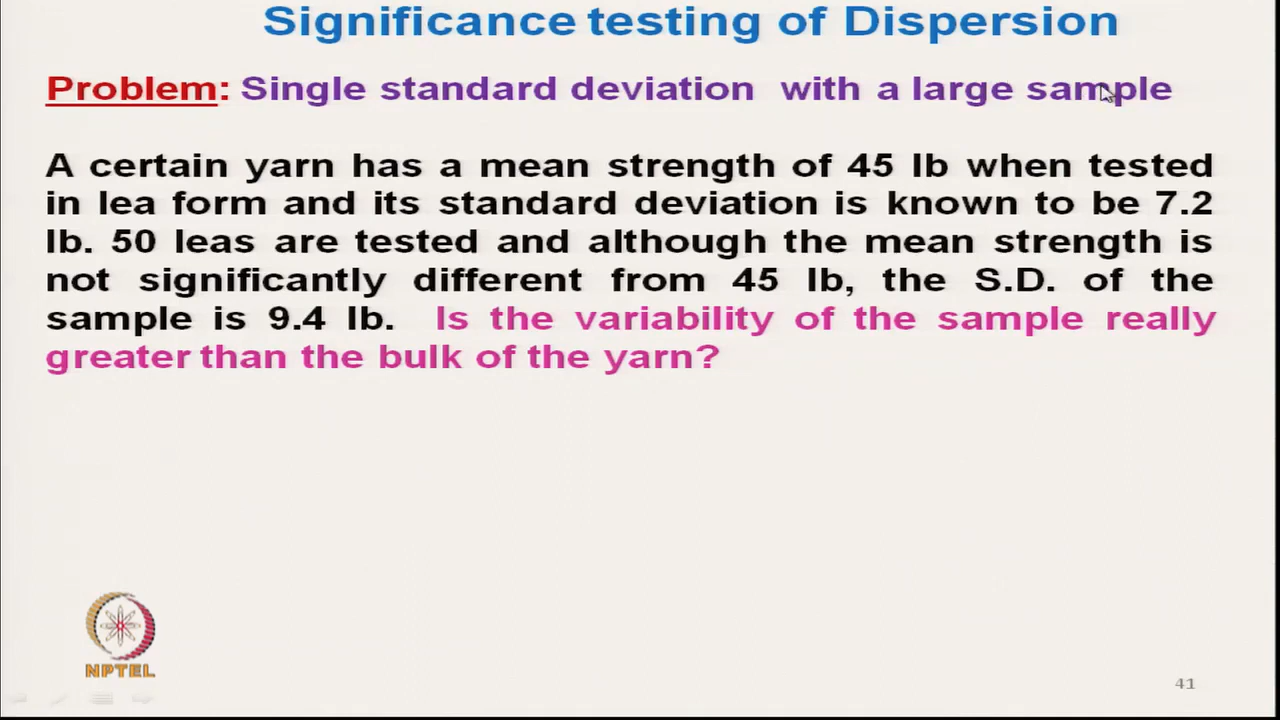 Significance testing of Dispersion
Problem: Single standard deviation with a large sample
A certain yarn has a mean strength of 45 lb when tested
in lea form and its standard deviation is known to be 7.2
lb. 50 leas are tested and although the mean strength is
not significantly different from 45 lb, the S.D. of the
sample is 9.4 lb. Is the variability of the sample really
greater than the bulk of the yarn?
NPTEL
41